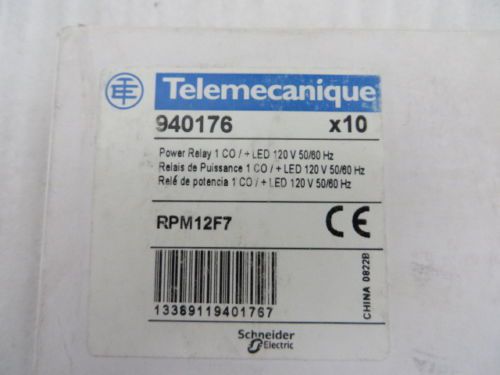 Telemecanique
940176 x10
Power Relay 1 CO / + LED 120 V 50/60 Hz
Relais de Puissance 1 CO / + LED 120 V 50/60 Hz
Relé de potencia 1 CO / + LED 120 V 50/60 Hz
RPM12F7 CE
CHINA 0822B
13389119401767
Schneider
Electric